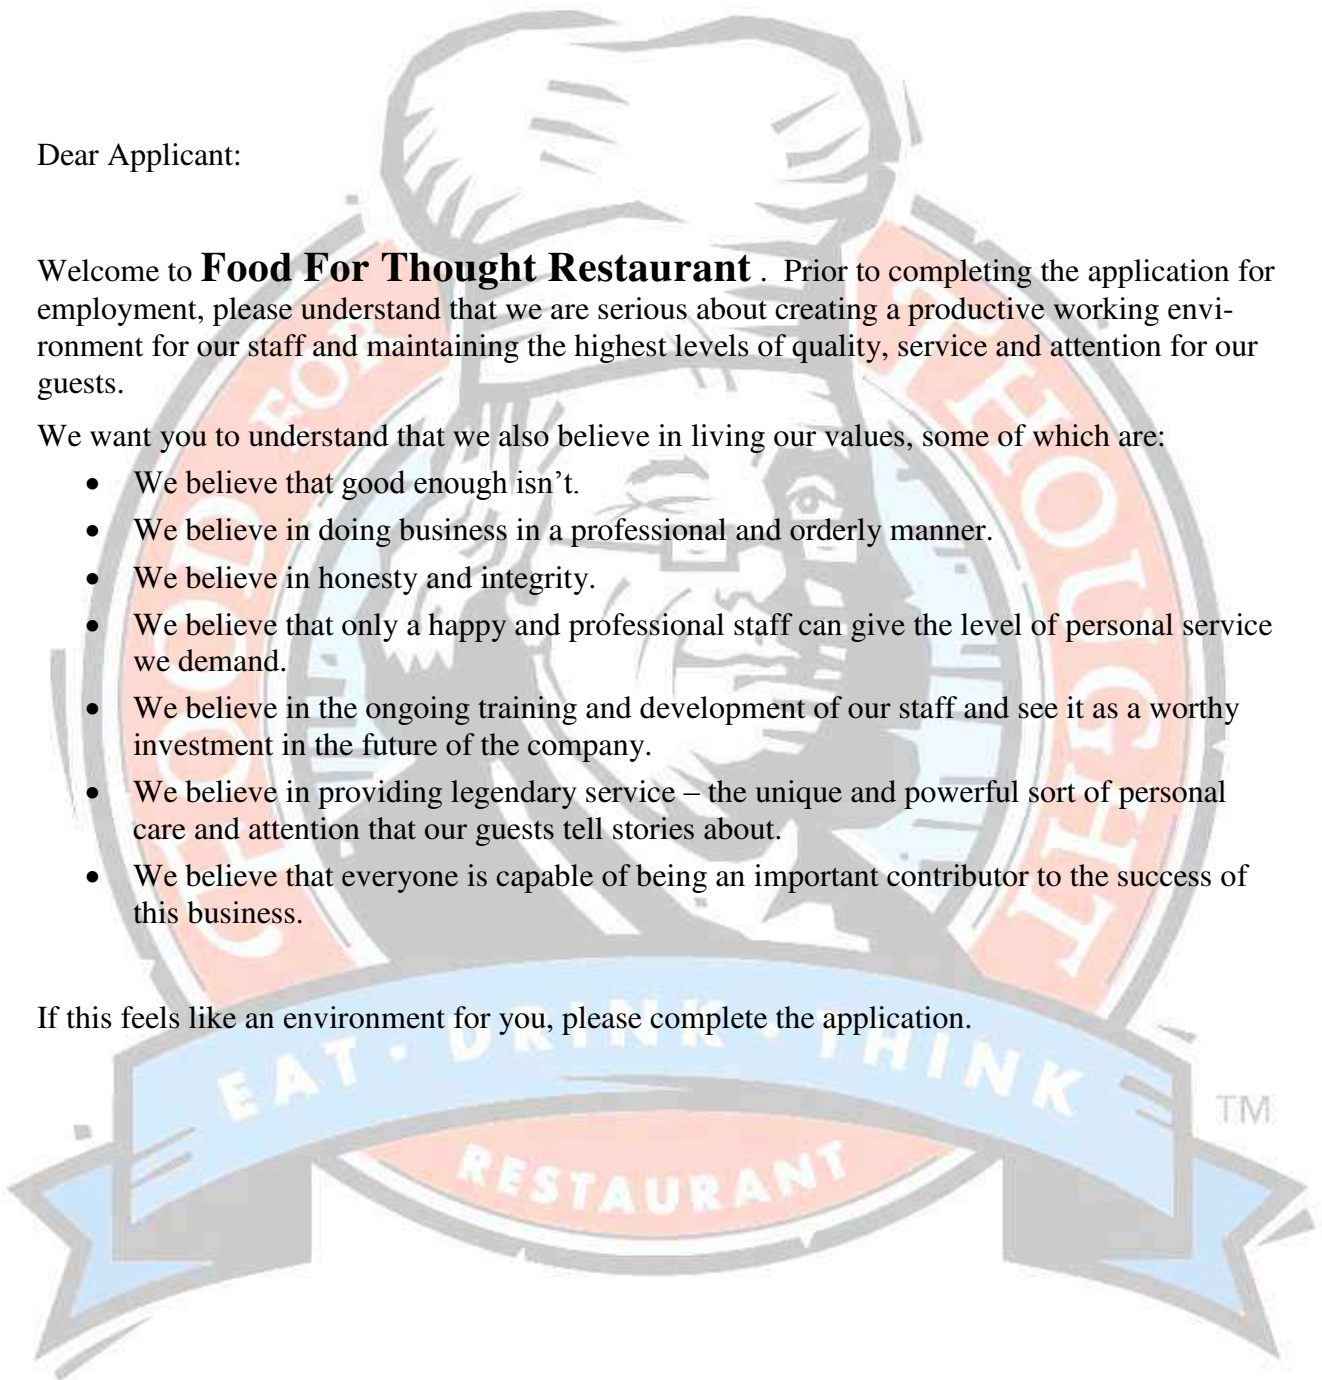 Dear Applicant:
Welcome to Food For Thought Restaurant . Prior to completing the application for
employment, please understand that we are serious about creating a productive working envi-
ronment for our staff and maintaining the highest levels of quality, service and attention for our
guests.
We want you to understand that we also believe in living our values, some of which are:
• We believe that good enough isn’t.
• We believe in doing business in a professional and orderly manner.
• We believe in honesty and integrity.
• We believe that only a happy and professional staff can give the level of personal service
we demand.
• We believe in the ongoing training and development of our staff and see it as a worthy
investment in the future of the company.
• We believe in providing legendary service – the unique and powerful sort of personal
care and attention that our guests tell stories about.
• We believe that everyone is capable of being an important contributor to the success of
this business.
If this feels like an environment for you, please complete the application.
FOOD FOR THOUGHT
EAT · DRINK · THINK
TM
RESTAURANT